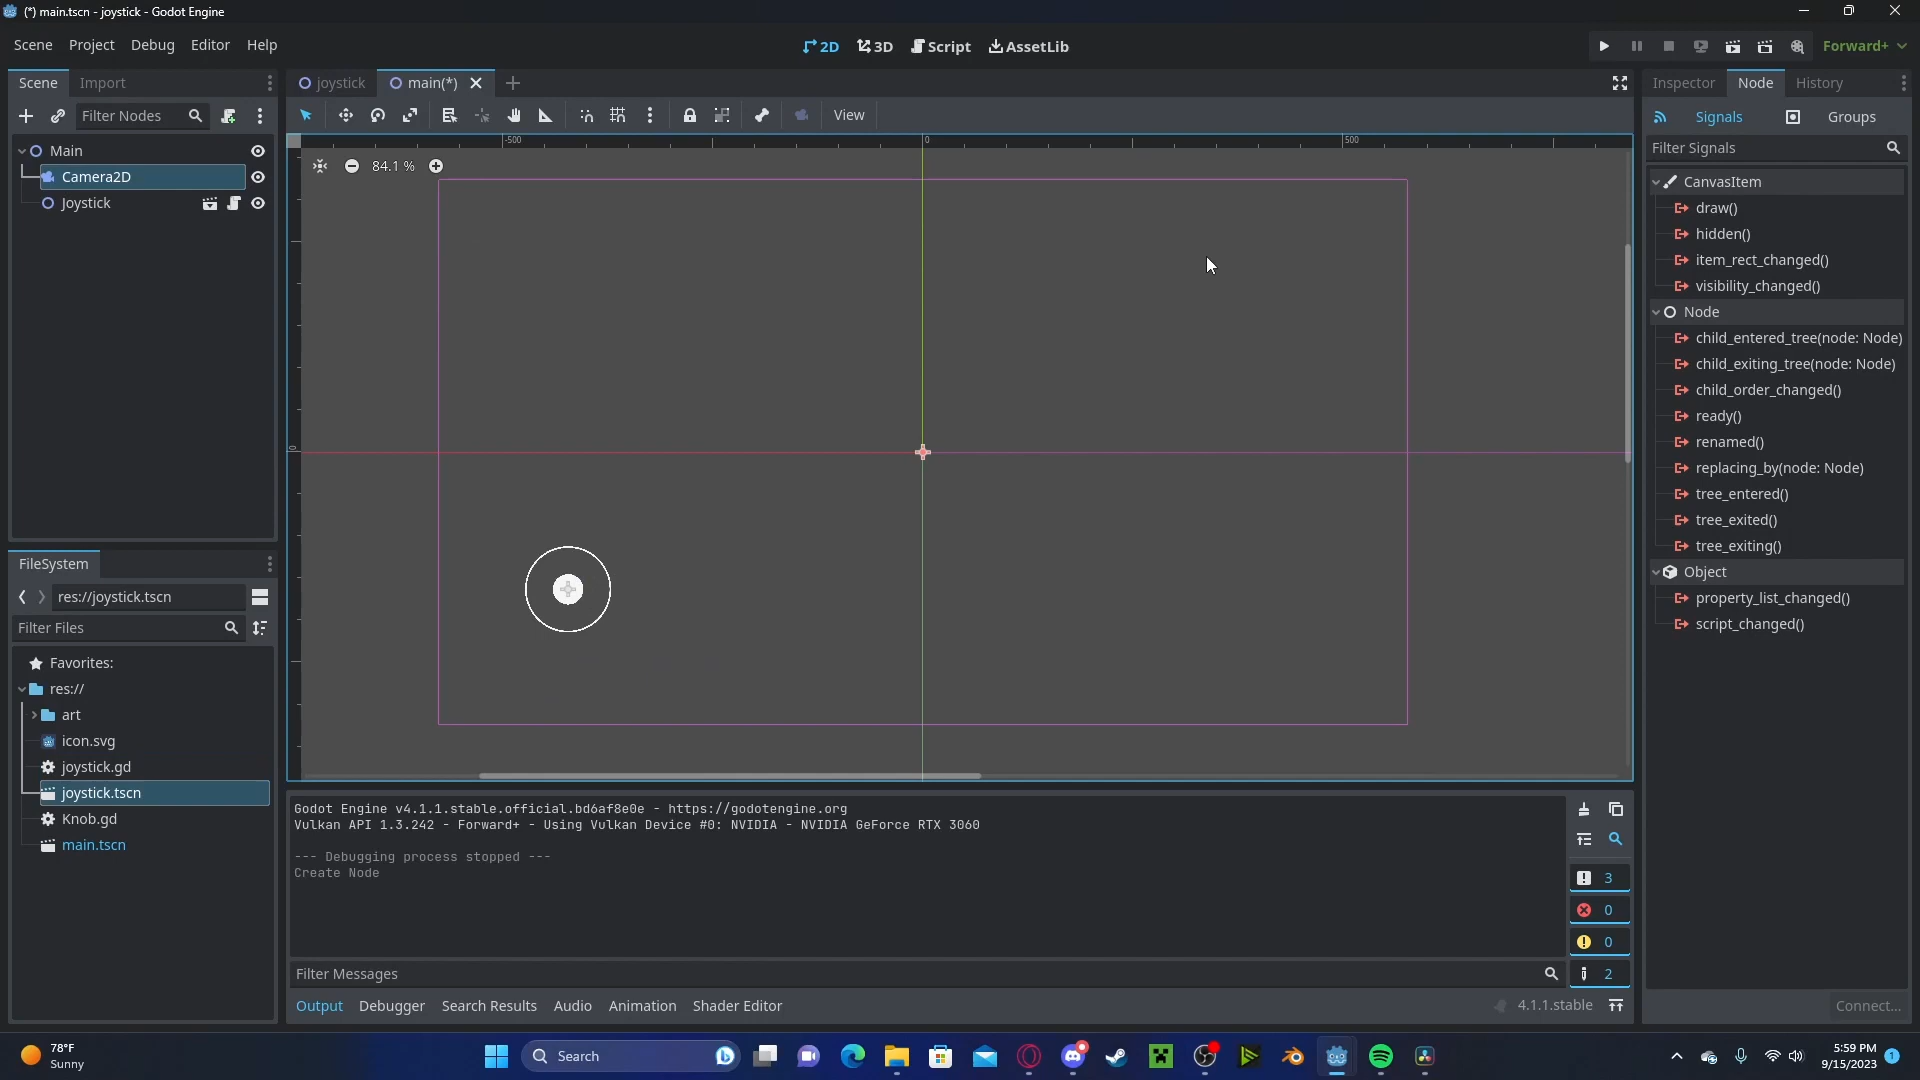 (*) main.tscn - joystick - Godot Engine
Scene Project Debug Editor Help
2D 3D Script AssetLib
Forward+
Scene Import
joystick main(*)
Inspector Node History
Filter Nodes
View
Signals Groups
Filter Signals
-500 0 500
84.1 %
0
Main
Camera2D
Joystick
CanvasItem
draw()
hidden()
item_rect_changed()
visibility_changed()
Node
child_entered_tree(node: Node)
child_exiting_tree(node: Node)
child_order_changed()
ready()
renamed()
replacing_by(node: Node)
tree_entered()
tree_exited()
tree_exiting()
Object
property_list_changed()
script_changed()
Connect...
FileSystem
res://joystick.tscn
Filter Files
Favorites:
res://
art
icon.svg
joystick.gd
joystick.tscn
Knob.gd
main.tscn
Godot Engine v4.1.1.stable.official.bd6af8e0e - https://godotengine.org
Vulkan API 1.3.242 - Forward+ - Using Vulkan Device #0: NVIDIA - NVIDIA GeForce RTX 3060
--- Debugging process stopped ---
Create Node
3
0
0
2
Filter Messages
Output Debugger Search Results Audio Animation Shader Editor
4.1.1.stable
78°F
Sunny
Search
5:59 PM
9/15/2023
1